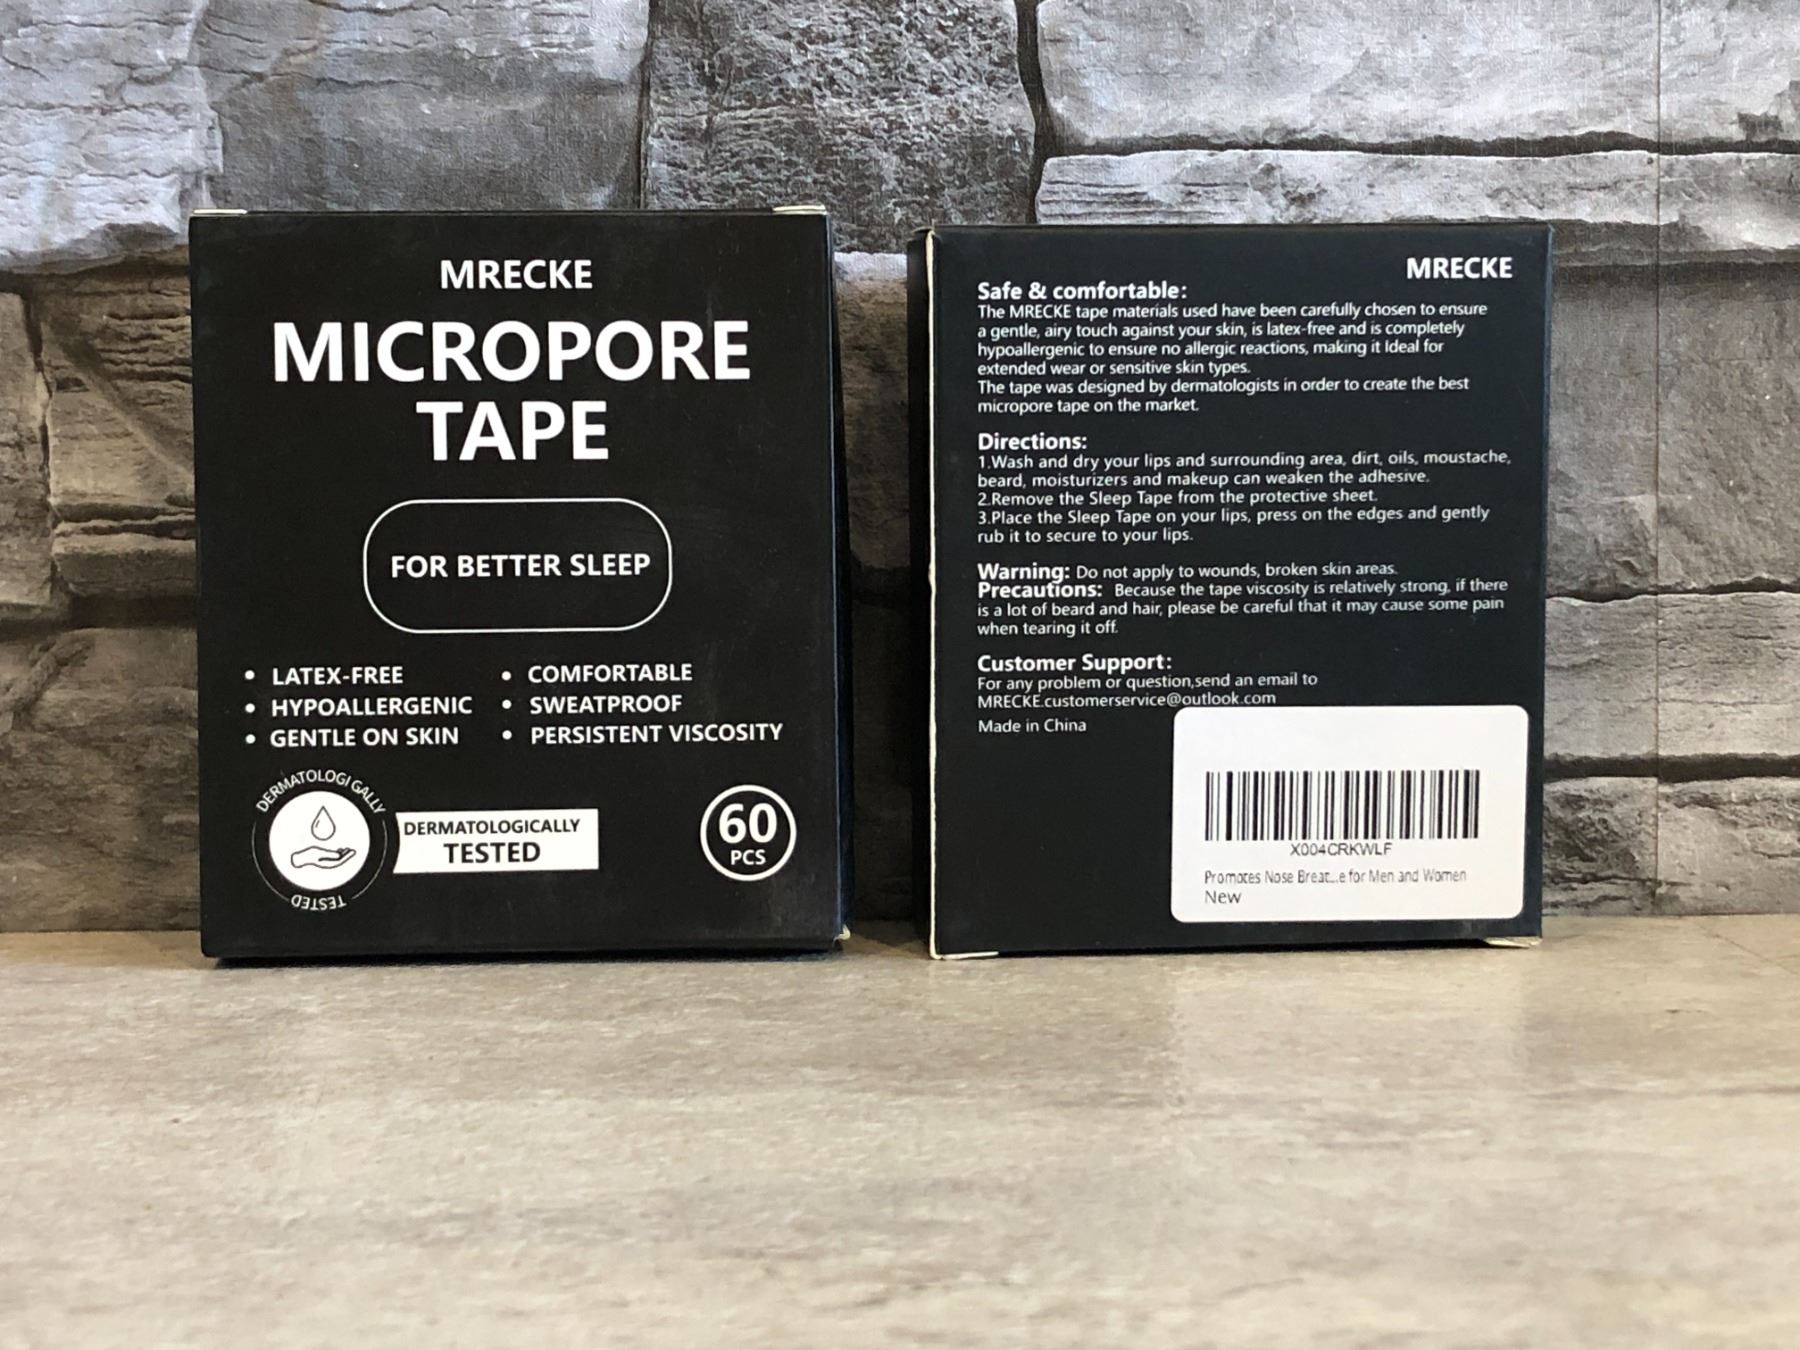 MRECKE
MICROPORE
TAPE
FOR BETTER SLEEP
• LATEX-FREE
• HYPOALLERGENIC
• GENTLE ON SKIN
• COMFORTABLE
• SWEATPROOF
• PERSISTENT VISCOSITY
DERMATOLOGI GALLY
TESTED
DERMATOLOGICALLY
TESTED
60
PCS
MRECKE
Safe & comfortable:
The MRECKE tape materials used have been carefully chosen to ensure
a gentle, airy touch against your skin, is latex-free and is completely
hypoallergenic to ensure no allergic reactions, making it Ideal for
extended wear or sensitive skin types.
The tape was designed by dermatologists in order to create the best
micropore tape on the market.
Directions:
1.Wash and dry your lips and surrounding area, dirt, oils, moustache,
beard, moisturizers and makeup can weaken the adhesive.
2.Remove the Sleep Tape from the protective sheet.
3.Place the Sleep Tape on your lips, press on the edges and gently
rub it to secure to your lips.
Warning: Do not apply to wounds, broken skin areas.
Precautions: Because the tape viscosity is relatively strong, if there
is a lot of beard and hair, please be careful that it may cause some pain
when tearing it off.
Customer Support:
For any problem or question,send an email to
MRECKE.customerservice@outlook.com
Made in China
X004CRKWLF
Promotes Nose Breat...e for Men and Women
New